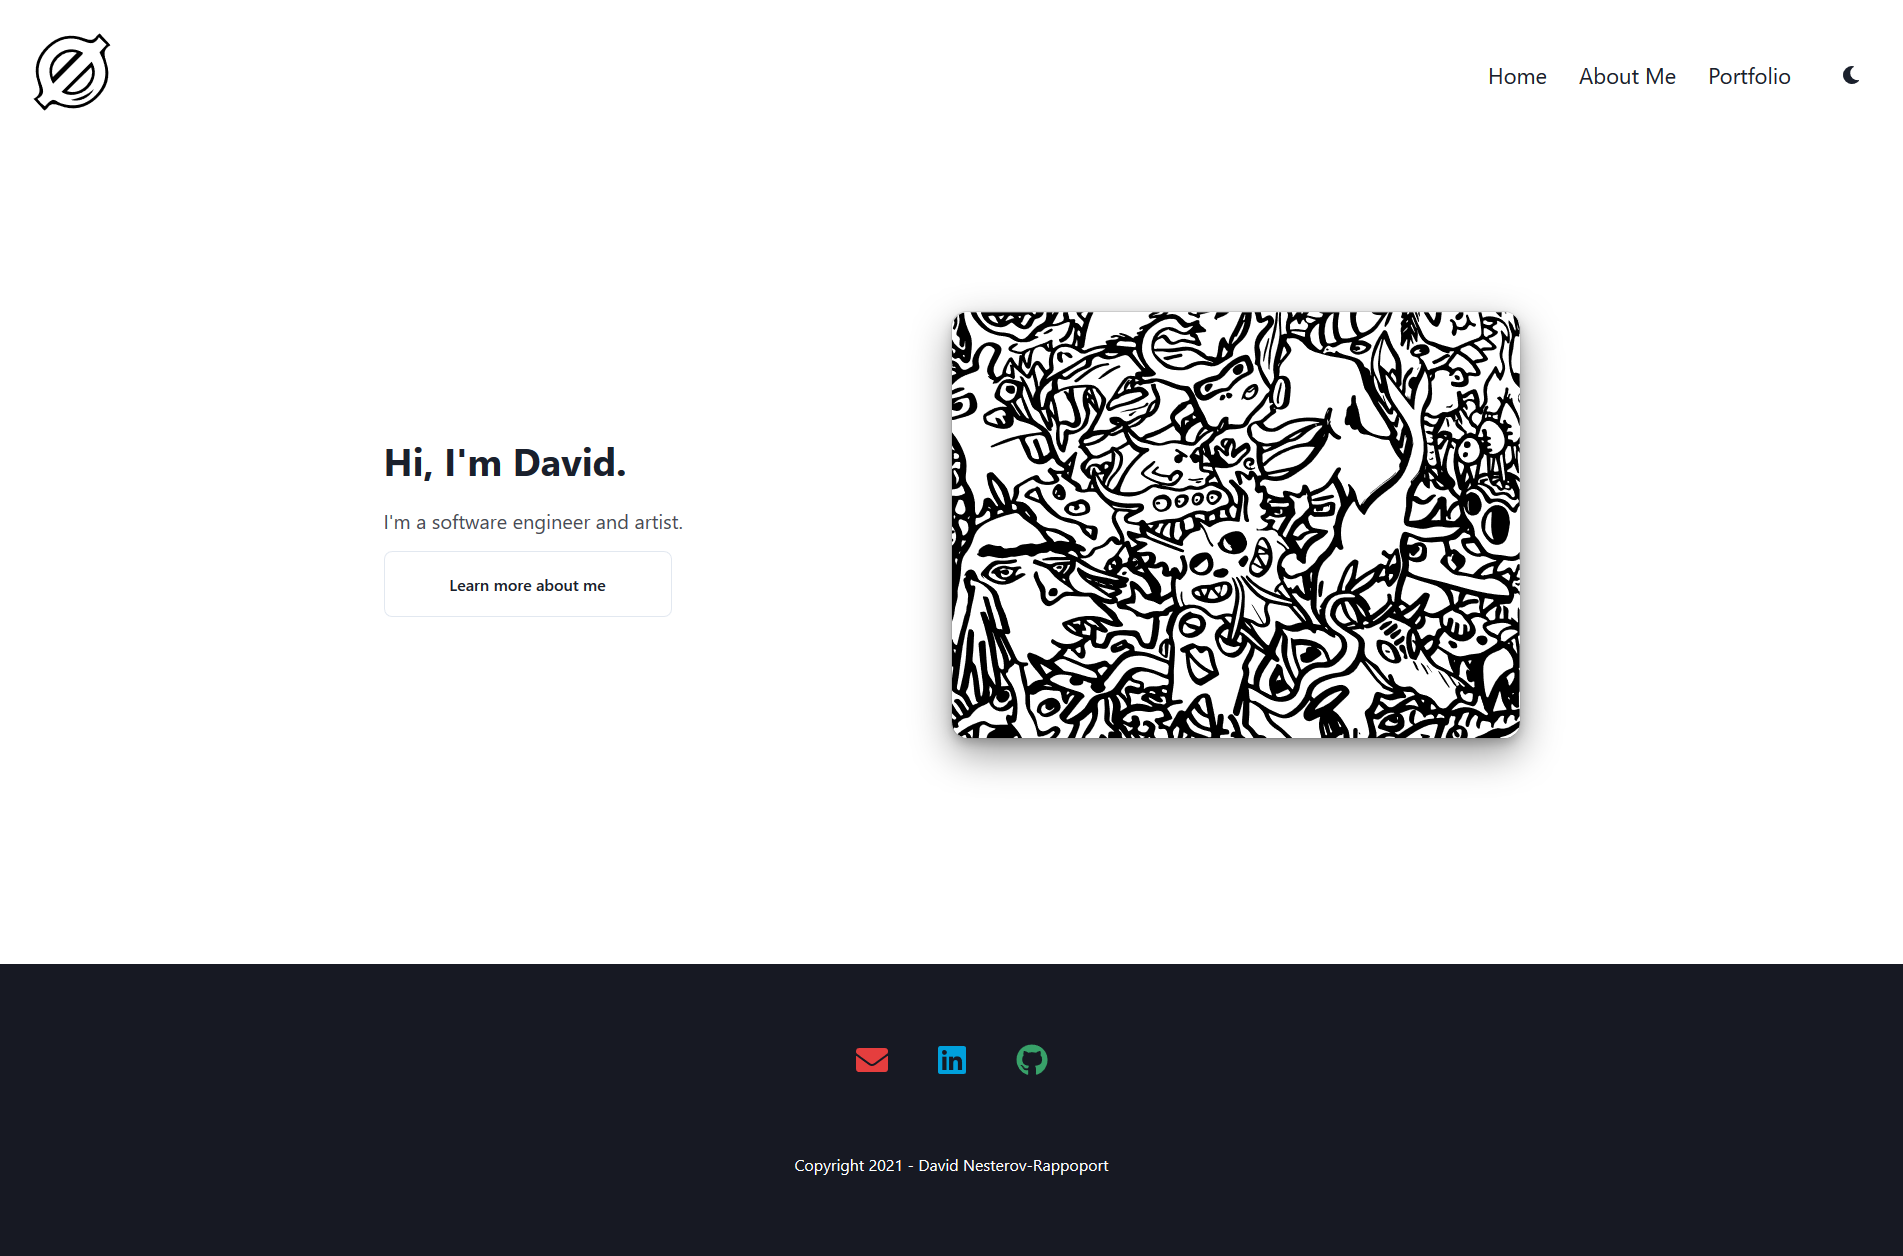 Home
About Me
Portfolio
Hi, I'm David.
I'm a software engineer and artist.
Learn more about me
in
Copyright 2021 - David Nesterov-Rappoport